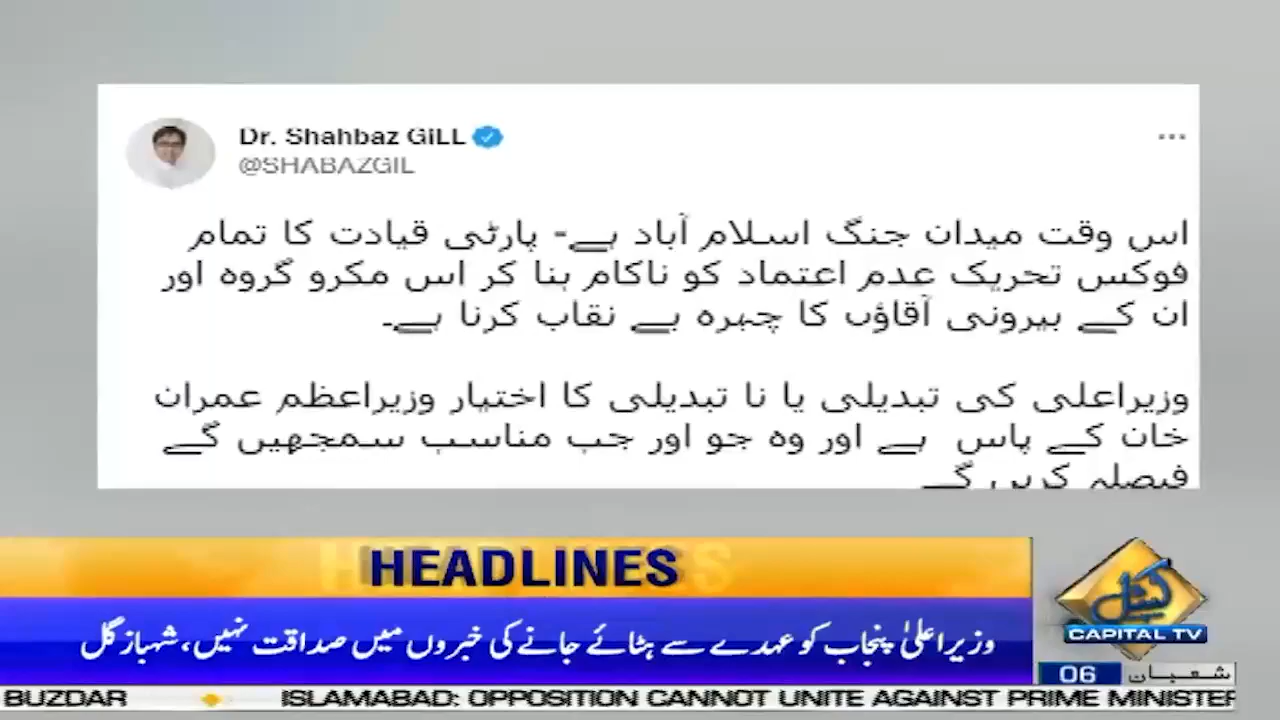 Dr. Shahbaz GiLL
@SHABAZGIL
اس وقت میدان جنگ اسلام آباد ہے- پارٹی قیادت کا تمام
فوکس تحریک عدم اعتماد کو ناکام بنا کر اس مکرو گروہ اور
ان کے بیرونی آقاؤں کا چہرہ بے نقاب کرنا ہے۔
وزیراعلی کی تبدیلی یا نا تبدیلی کا اختیار وزیراعظم عمران
خان کے پاس ہے اور وہ جو اور جب مناسب سمجھیں گے
فیصلہ کریں گے
HEADLINES
وزیراعلیٰ پنجاب کو عہدے سے ہٹائے جانے کی خبروں میں صداقت نہیں، شہباز گل
کیپیٹل
CAPITAL TV
06 شعبان
BUZDAR ISLAMABAD: OPPOSITION CANNOT UNITE AGAINST PRIME MINISTER